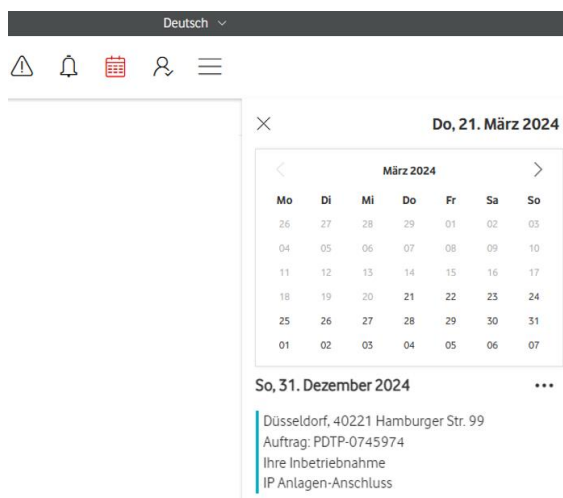 Deutsch
Do, 21. März 2024
März 2024
Mo Di Mi Do Fr Sa So
26 27 28 29 01 02 03
04 05 06 07 08 09 10
11 12 13 14 15 16 17
18 19 20 21 22 23 24
25 26 27 28 29 30 31
01 02 03 04 05 06 07
So, 31. Dezember 2024
Düsseldorf, 40221 Hamburger Str. 99
Auftrag: PDTP-0745974
Ihre Inbetriebnahme
IP Anlagen-Anschluss